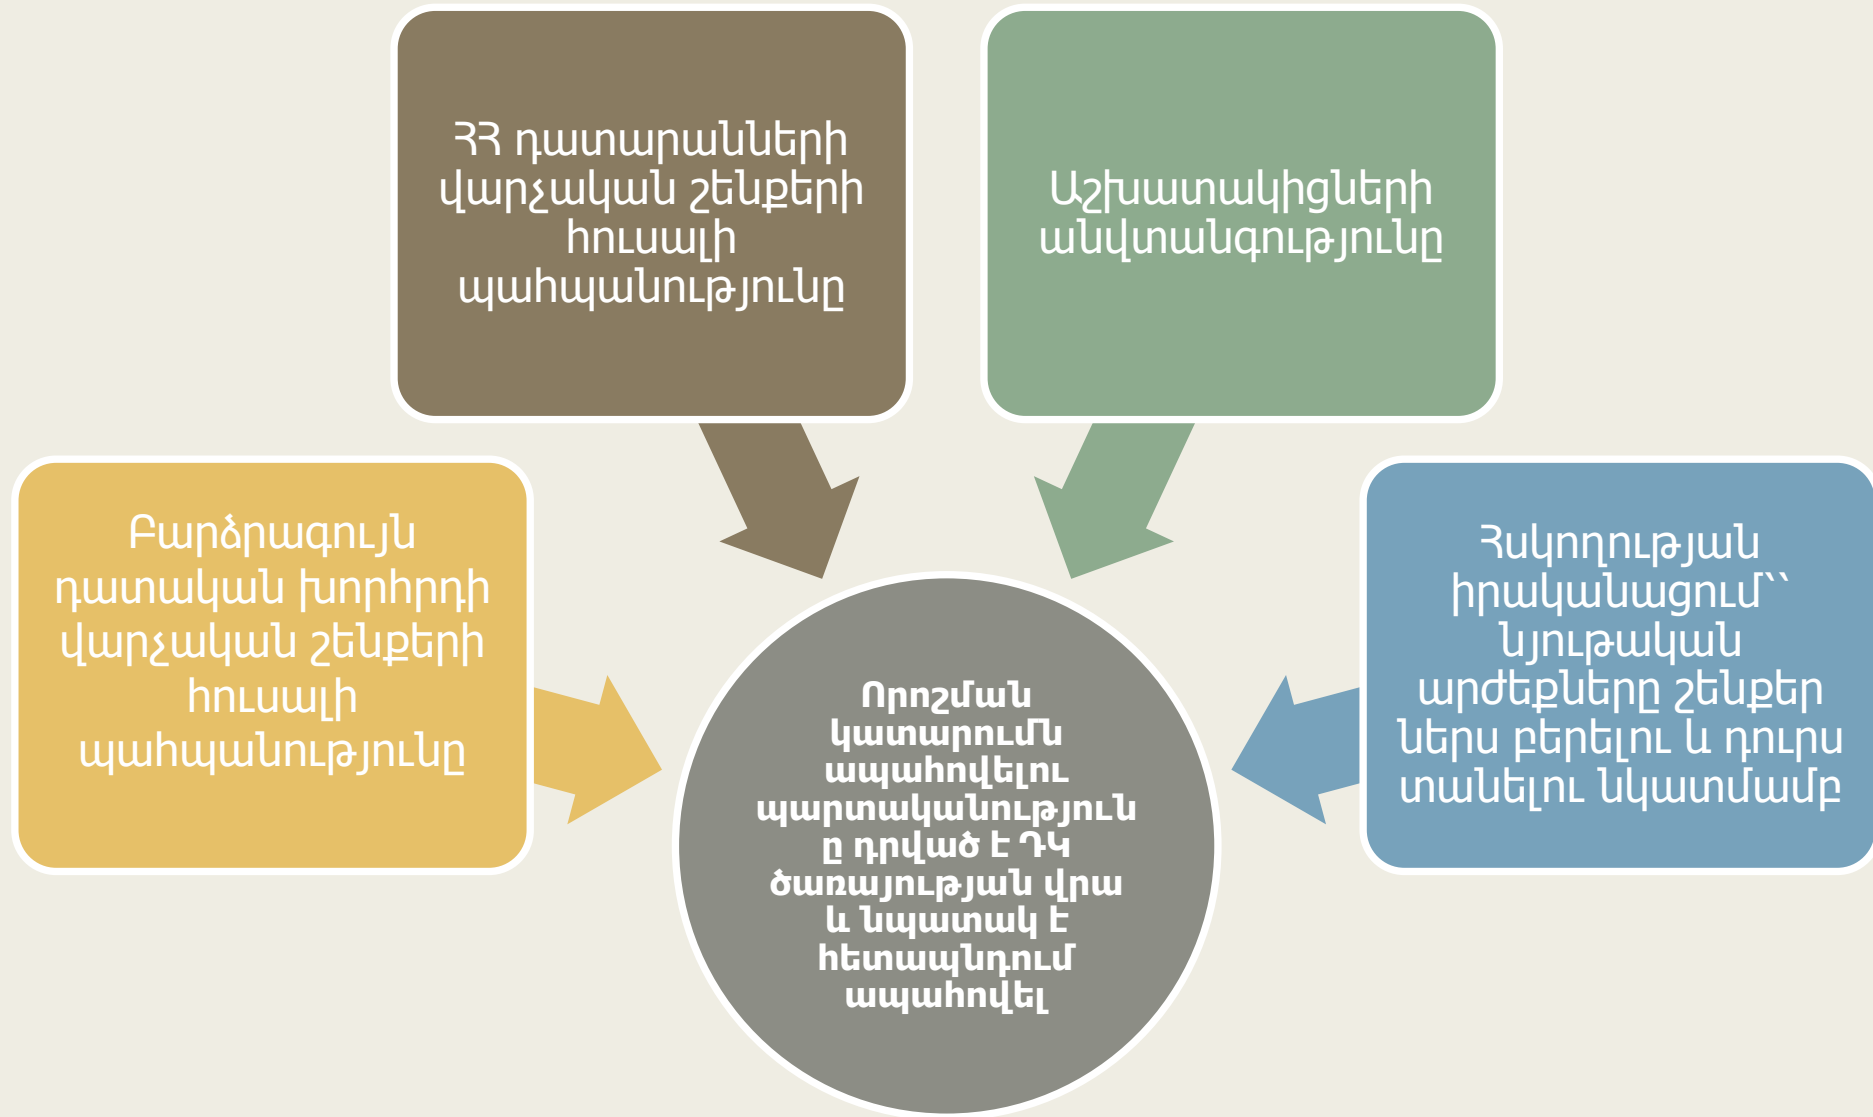 ՀՀ դատարանների
վարչական շենքերի
հուսալի
պահպանությունը
Աշխատակիցների
անվտանգությունը
Բարձրագույն
դատական խորհրդի
վարչական շենքերի
հուսալի
պահպանությունը
Հսկողության
իրականացում՝՝
նյութական
արժեքները շենքեր
ներս բերելու և դուրս
տանելու նկատմամբ
Որոշման
կատարումն
ապահովելու
պարտականություն
ը դրված է ԴԿ
ծառայության վրա
և նպատակ է
հետապնդում
ապահովել